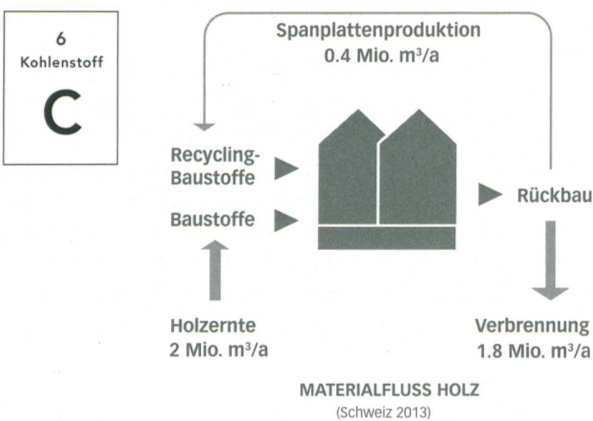 6
Kohlenstoff
C
Spanplattenproduktion
0.4 Mio. m³/a
Recycling-
Baustoffe
Baustoffe
Rückbau
Holzernte
2 Mio. m³/a
Verbrennung
1.8 Mio. m³/a
MATERIALFLUSS HOLZ
(Schweiz 2013)